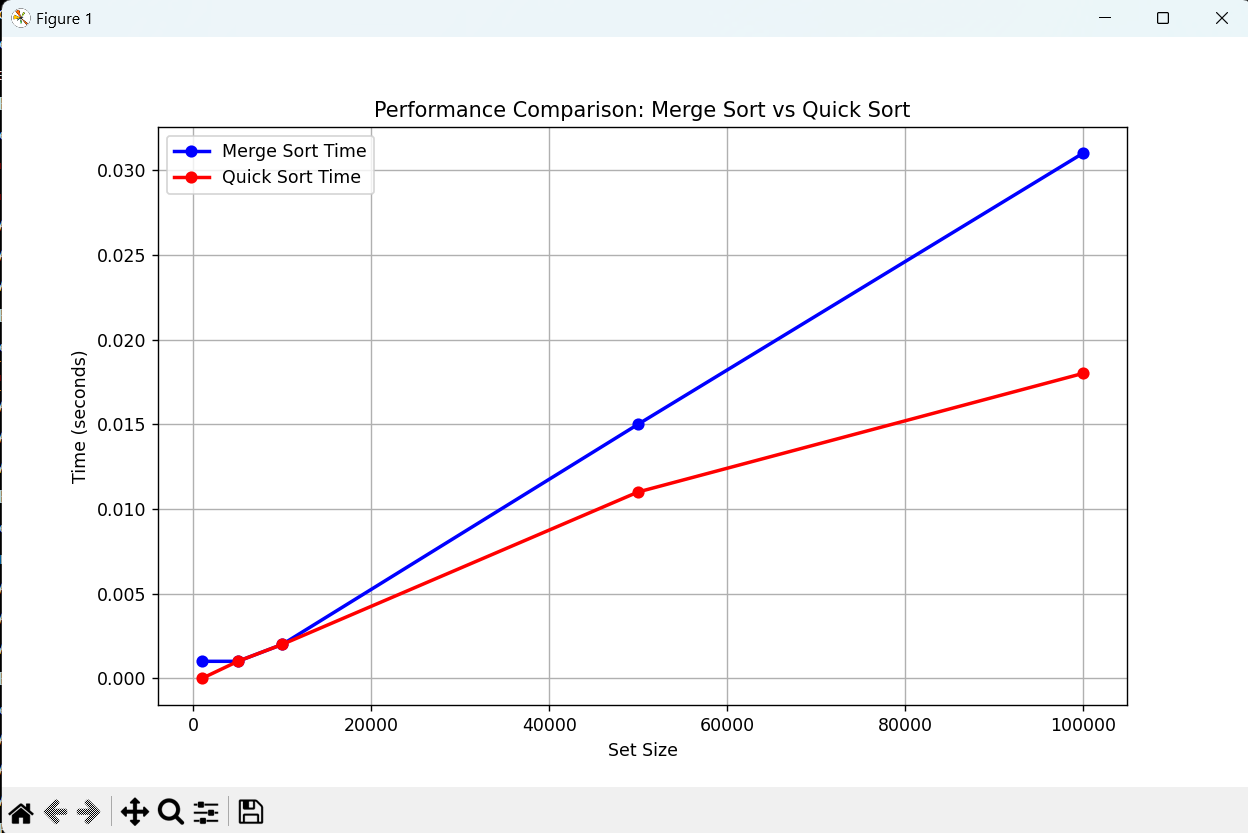 Figure 1
Performance Comparison: Merge Sort vs Quick Sort
Merge Sort Time
Quick Sort Time
0.030
0.025
0.020
0.015
0.010
0.005
0.000
Time (seconds)
0 20000 40000 60000 80000 100000
Set Size